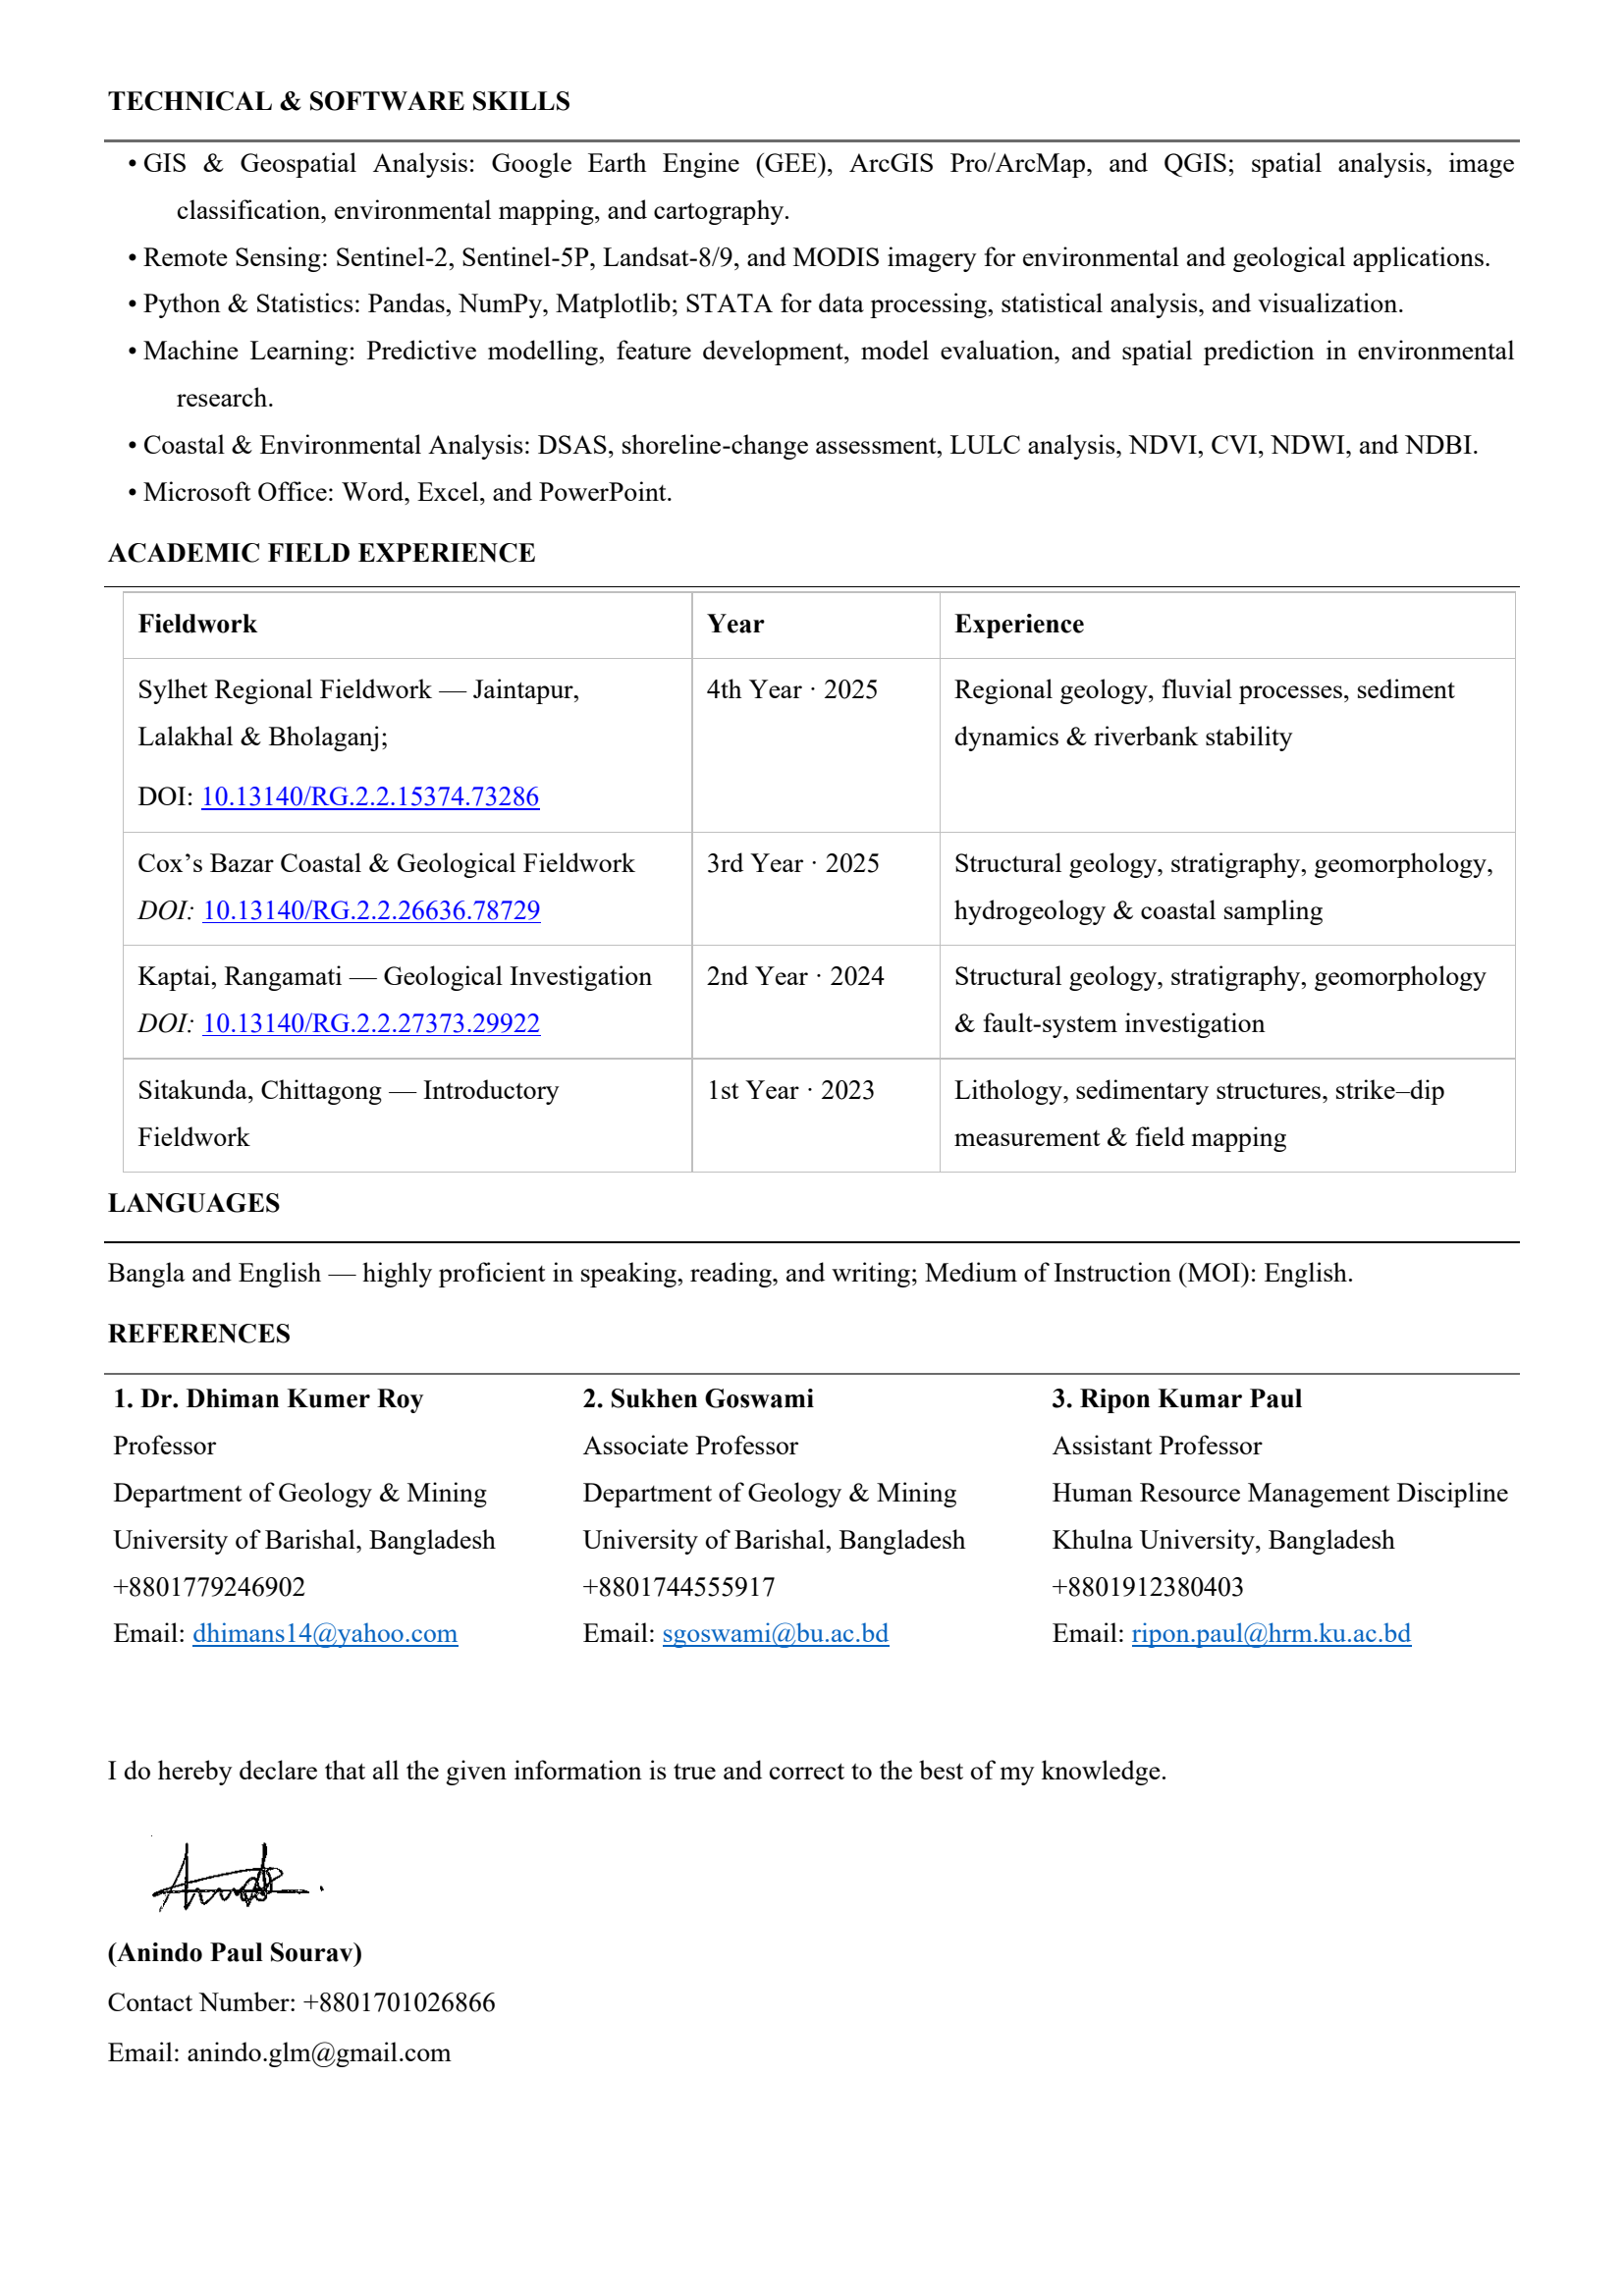 TECHNICAL & SOFTWARE SKILLS
• GIS & Geospatial Analysis: Google Earth Engine (GEE), ArcGIS Pro/ArcMap, and QGIS; spatial analysis, image
classification, environmental mapping, and cartography.
• Remote Sensing: Sentinel-2, Sentinel-5P, Landsat-8/9, and MODIS imagery for environmental and geological applications.
• Python & Statistics: Pandas, NumPy, Matplotlib; STATA for data processing, statistical analysis, and visualization.
• Machine Learning: Predictive modelling, feature development, model evaluation, and spatial prediction in environmental
research.
• Coastal & Environmental Analysis: DSAS, shoreline-change assessment, LULC analysis, NDVI, CVI, NDWI, and NDBI.
• Microsoft Office: Word, Excel, and PowerPoint.
ACADEMIC FIELD EXPERIENCE
Fieldwork Year Experience
Sylhet Regional Fieldwork — Jaintapur, 4th Year · 2025 Regional geology, fluvial processes, sediment
Lalakhal & Bholaganj; dynamics & riverbank stability
DOI: 10.13140/RG.2.2.15374.73286
Cox’s Bazar Coastal & Geological Fieldwork 3rd Year · 2025 Structural geology, stratigraphy, geomorphology,
DOI: 10.13140/RG.2.2.26636.78729 hydrogeology & coastal sampling
Kaptai, Rangamati — Geological Investigation 2nd Year · 2024 Structural geology, stratigraphy, geomorphology
DOI: 10.13140/RG.2.2.27373.29922 & fault-system investigation
Sitakunda, Chittagong — Introductory 1st Year · 2023 Lithology, sedimentary structures, strike–dip
Fieldwork measurement & field mapping
LANGUAGES
Bangla and English — highly proficient in speaking, reading, and writing; Medium of Instruction (MOI): English.
REFERENCES
1. Dr. Dhiman Kumer Roy 2. Sukhen Goswami 3. Ripon Kumar Paul
Professor Associate Professor Assistant Professor
Department of Geology & Mining Department of Geology & Mining Human Resource Management Discipline
University of Barishal, Bangladesh University of Barishal, Bangladesh Khulna University, Bangladesh
+8801779246902 +8801744555917 +8801912380403
Email: dhimans14@yahoo.com Email: sgoswami@bu.ac.bd Email: ripon.paul@hrm.ku.ac.bd
I do hereby declare that all the given information is true and correct to the best of my knowledge.
(Anindo Paul Sourav)
Contact Number: +8801701026866
Email: anindo.glm@gmail.com